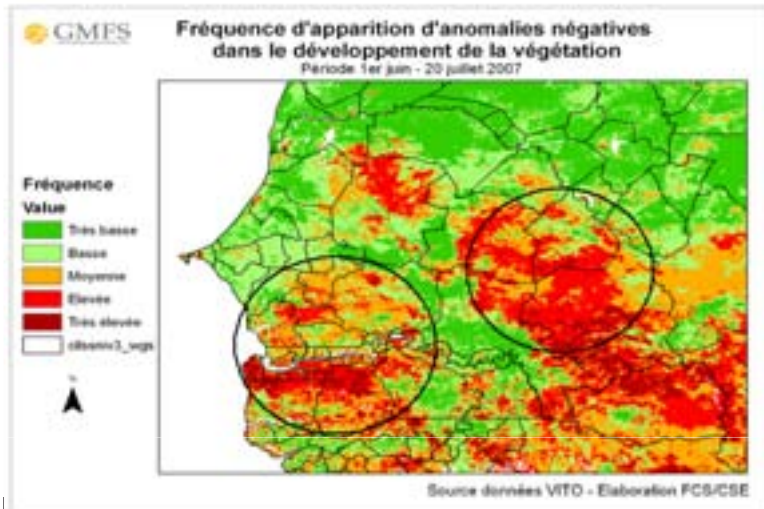 GMFS
Fréquence d'apparition d'anomalies négatives
dans le développement de la végétation
Période 1er juin - 20 juillet 2007
Fréquence
Value
Très basse
Basse
Moyenne
Elevée
Très élevée
Source données VITO - Elaboration FCS/CSE